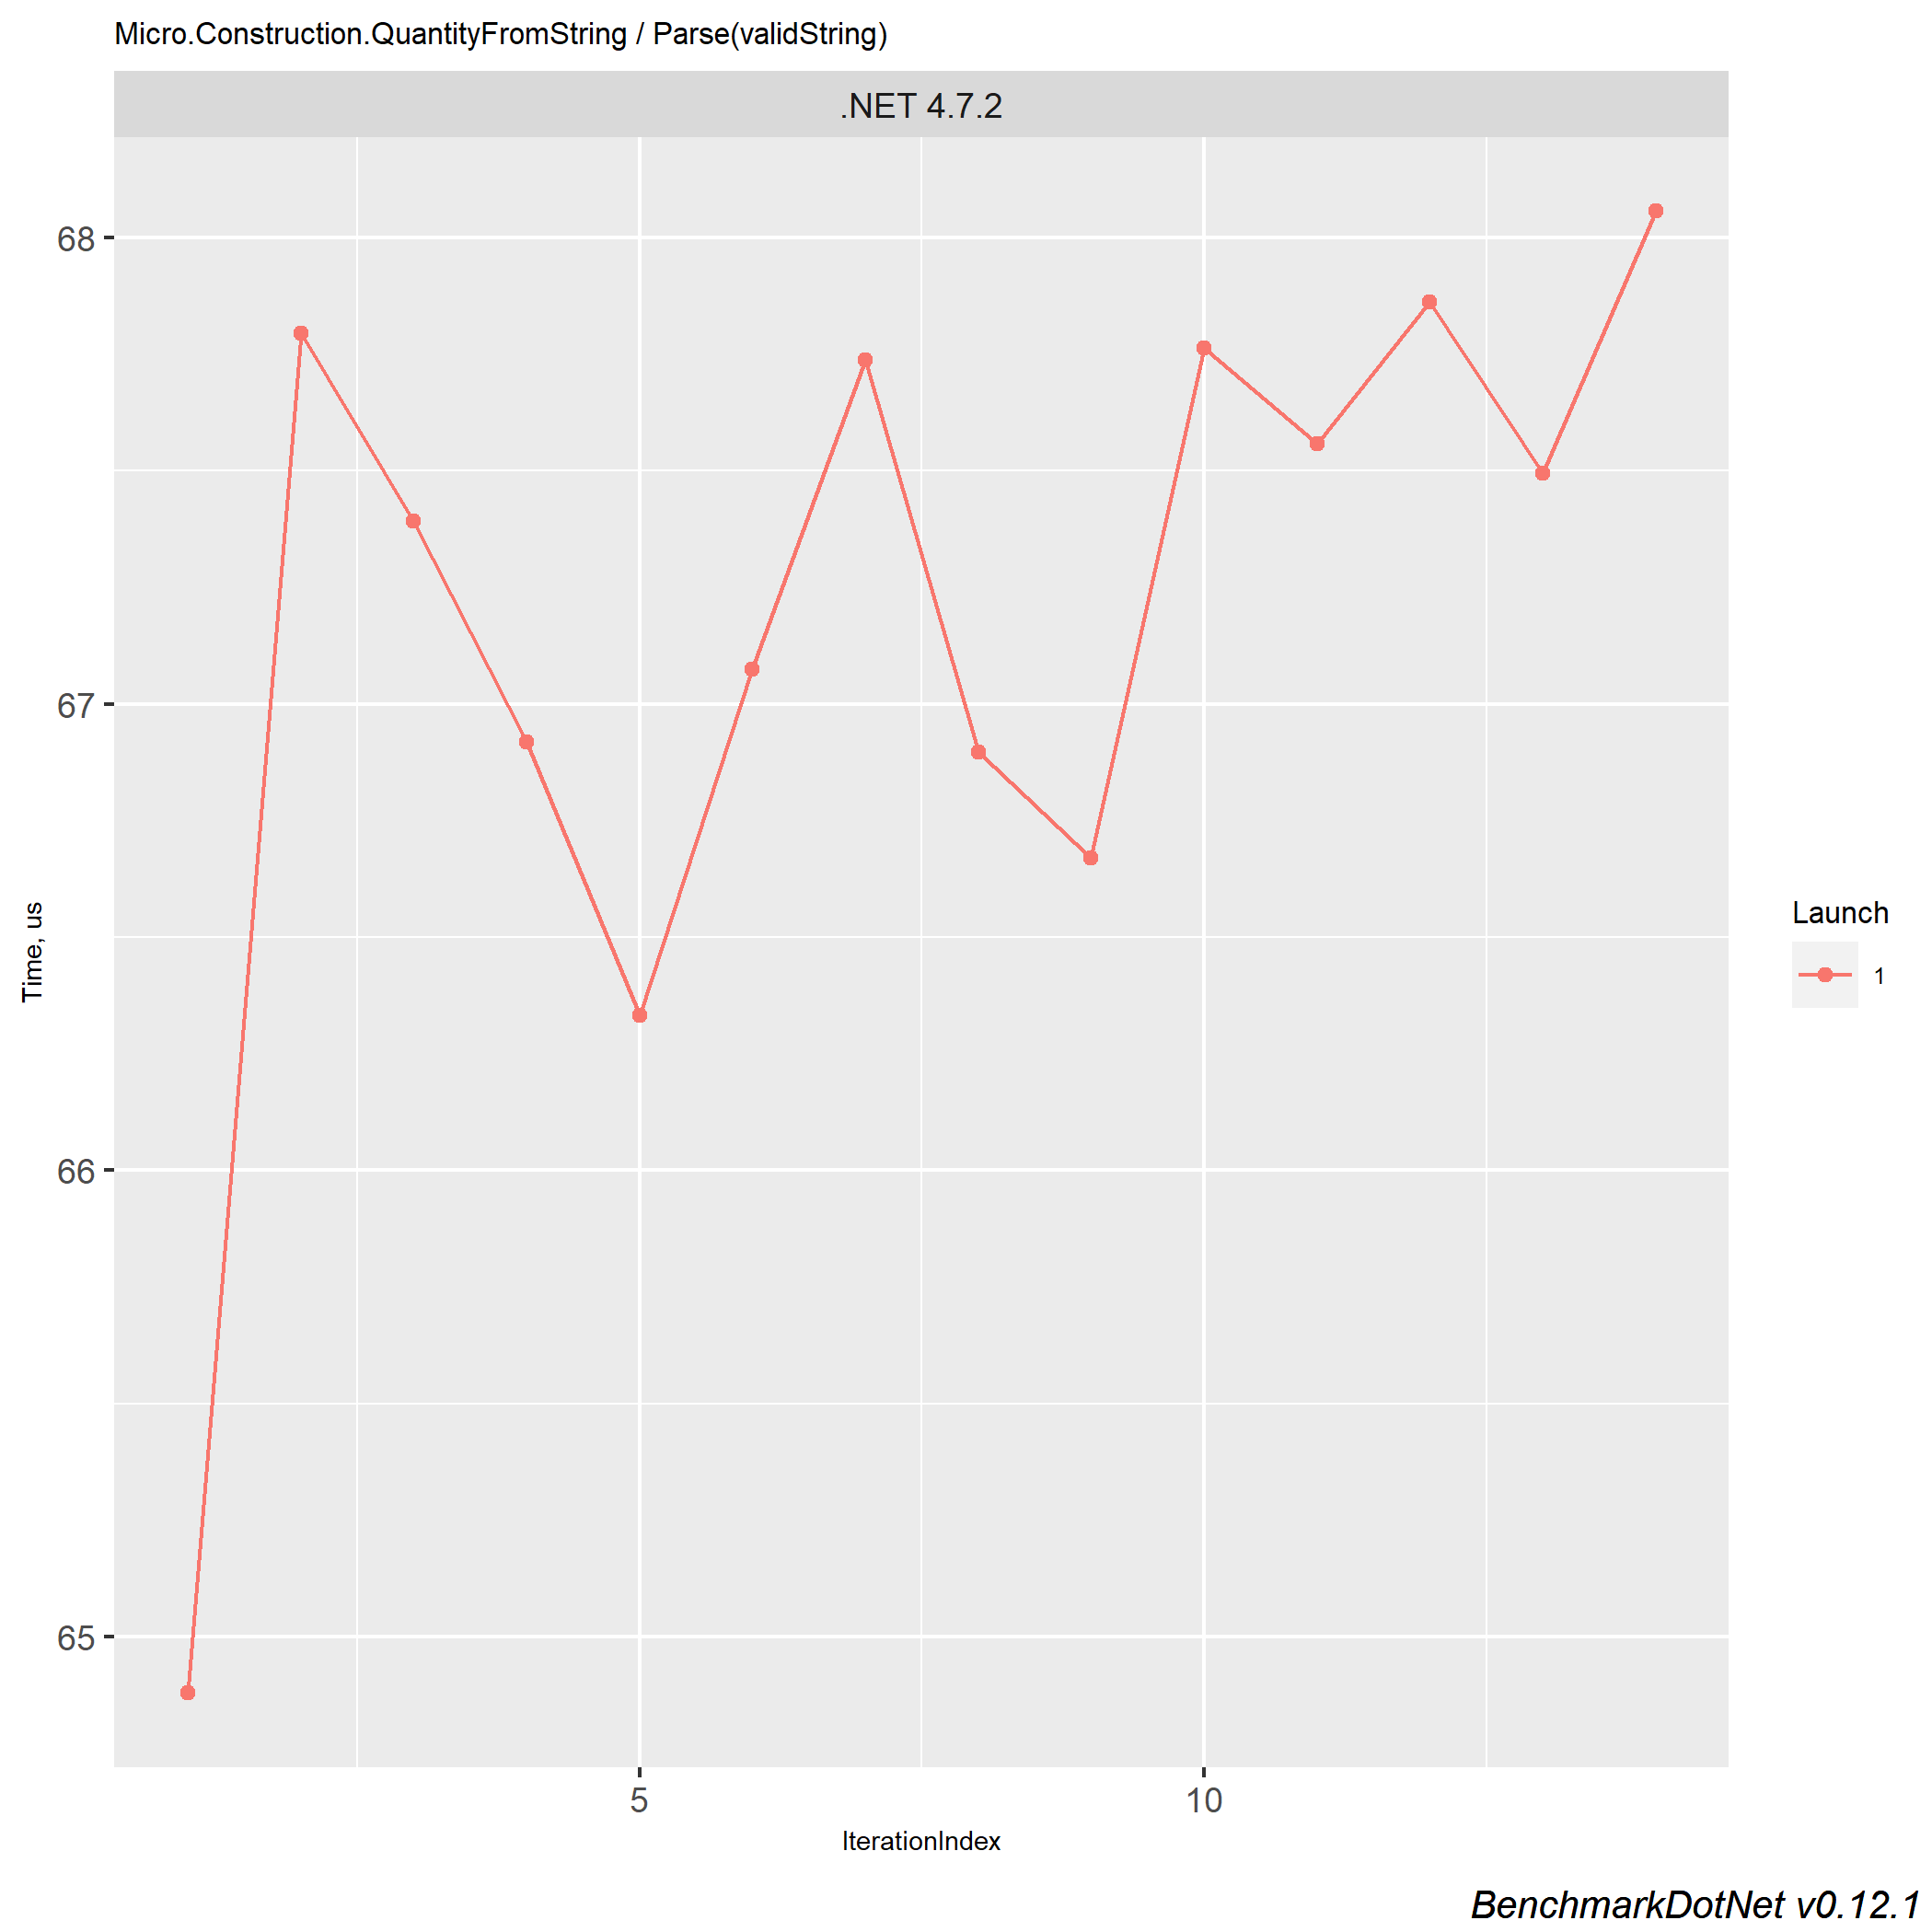 Micro.Construction.QuantityFromString / Parse(validString)
.NET 4.7.2
68
67
66
65
Time, us
5
10
IterationIndex
Launch
1
BenchmarkDotNet v0.12.1